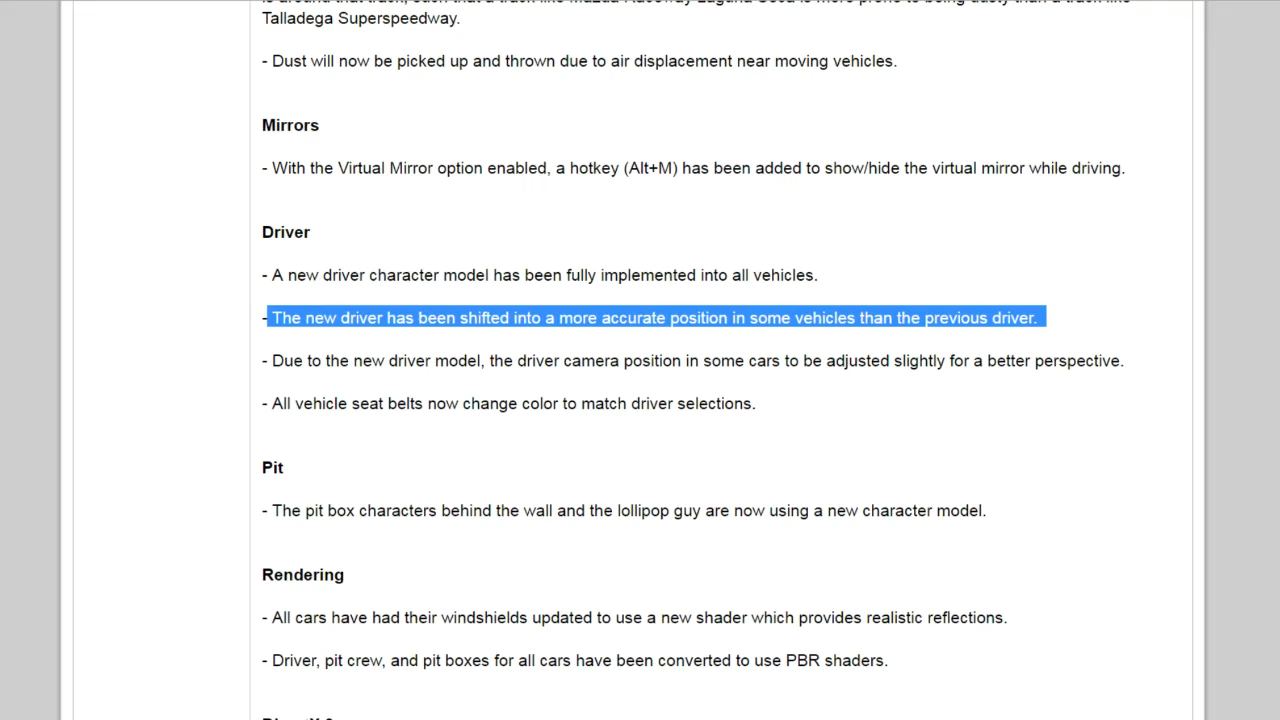 Talladega Superspeedway.
- Dust will now be picked up and thrown due to air displacement near moving vehicles.
Mirrors
- With the Virtual Mirror option enabled, a hotkey (Alt+M) has been added to show/hide the virtual mirror while driving.
Driver
- A new driver character model has been fully implemented into all vehicles.
- The new driver has been shifted into a more accurate position in some vehicles than the previous driver.
- Due to the new driver model, the driver camera position in some cars to be adjusted slightly for a better perspective.
- All vehicle seat belts now change color to match driver selections.
Pit
- The pit box characters behind the wall and the lollipop guy are now using a new character model.
Rendering
- All cars have had their windshields updated to use a new shader which provides realistic reflections.
- Driver, pit crew, and pit boxes for all cars have been converted to use PBR shaders.